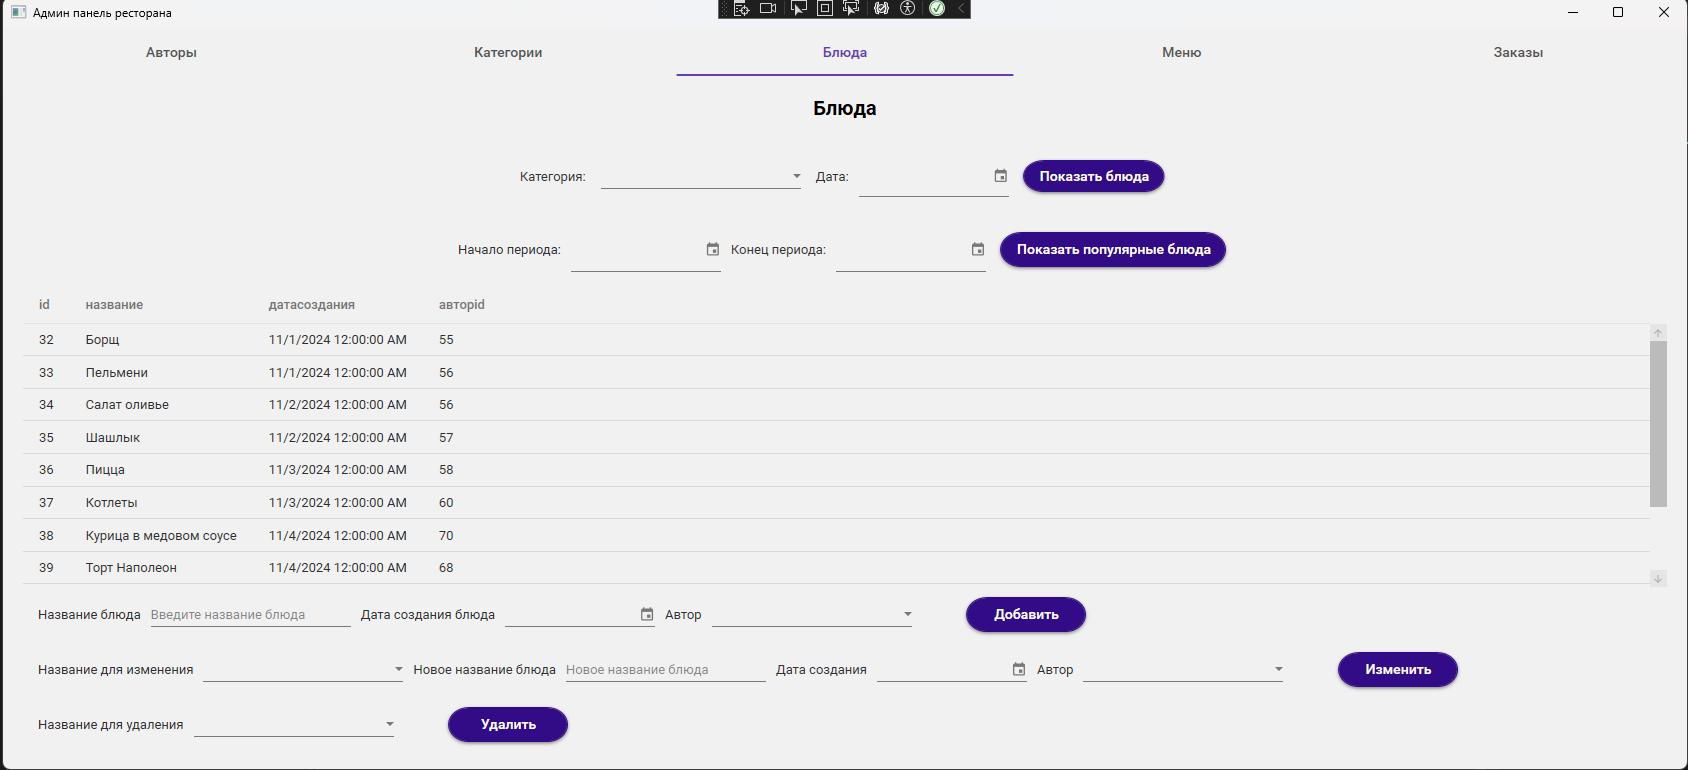 Админ панель ресторана
Авторы Категории Блюда Меню Заказы
Блюда
Категория: Дата: Показать блюда
Начало периода: Конец периода: Показать популярные блюда
id название датасоздания авторid
32 Борщ 11/1/2024 12:00:00 AM 55
33 Пельмени 11/1/2024 12:00:00 AM 56
34 Салат оливье 11/2/2024 12:00:00 AM 56
35 Шашлык 11/2/2024 12:00:00 AM 57
36 Пицца 11/3/2024 12:00:00 AM 58
37 Котлеты 11/3/2024 12:00:00 AM 60
38 Курица в медовом соусе 11/4/2024 12:00:00 AM 70
39 Торт Наполеон 11/4/2024 12:00:00 AM 68
Название блюда Введите название блюда Дата создания блюда Автор Добавить
Название для изменения Новое название блюда Новое название блюда Дата создания Автор Изменить
Название для удаления Удалить